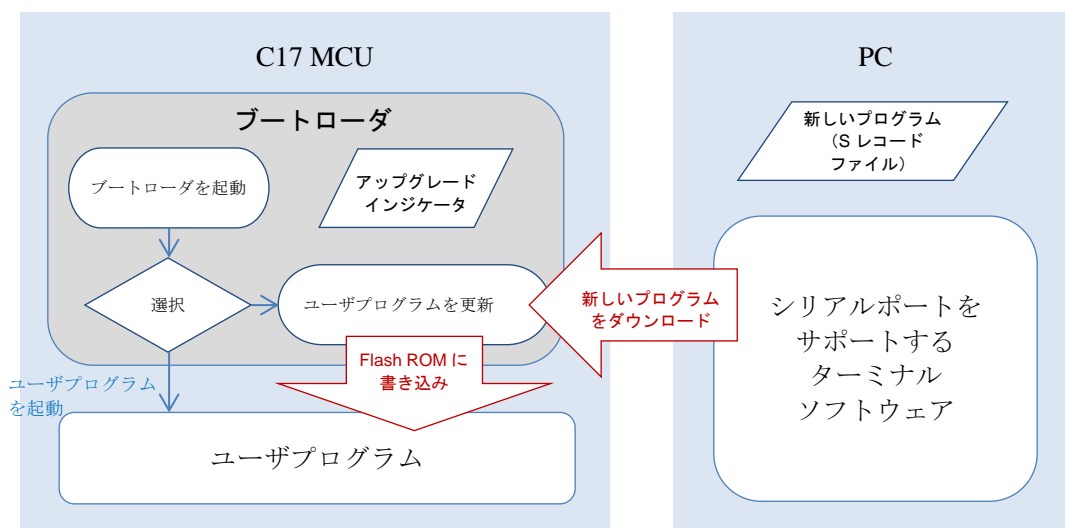 C17 MCU
ブートローダ
ブートローダを起動
アップグレード
インジケータ
選択
ユーザプログラムを更新
Flash ROM に
書き込み
ユーザプログラム
を起動
ユーザプログラム
新しいプログラム
をダウンロード
PC
新しいプログラム
(S レコード
ファイル)
シリアルポートを
サポートする
ターミナル
ソフトウェア